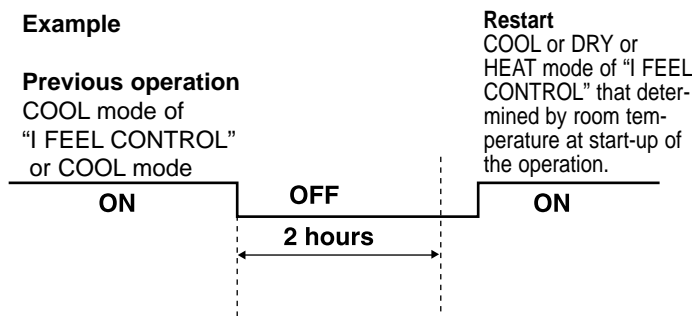 Example
Previous operation
COOL mode of
“I FEEL CONTROL”
or COOL mode
Restart
COOL or DRY or
HEAT mode of “I FEEL
CONTROL” that deter-
mined by room tem-
perature at start-up of
the operation.
ON
OFF
ON
2 hours